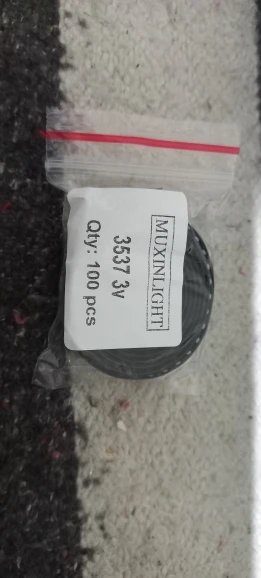 MUXINLIGHT
3537 3v
Qty: 100 pcs